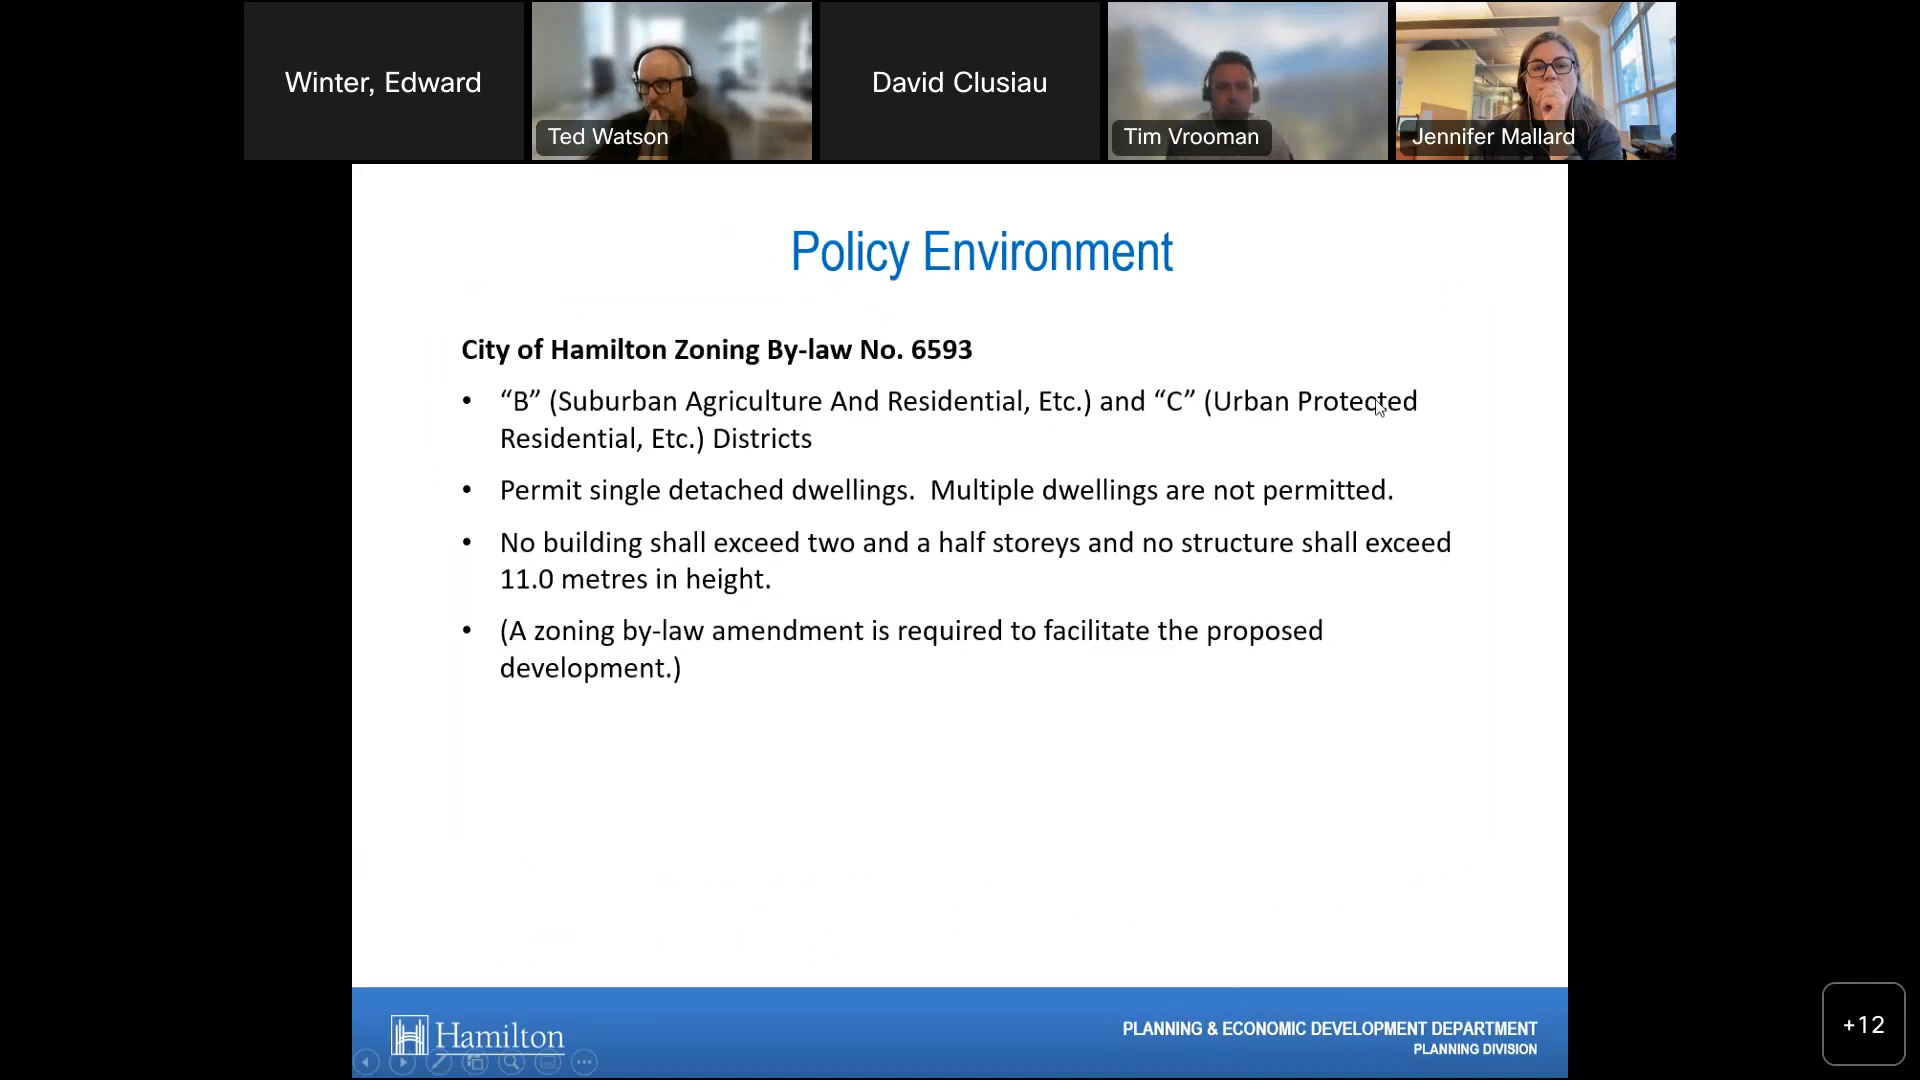 Winter, Edward
Ted Watson
David Clusiau
Tim Vrooman
Jennifer Mallard
Policy Environment
City of Hamilton Zoning By-law No. 6593
• “B” (Suburban Agriculture And Residential, Etc.) and “C” (Urban Protected
Residential, Etc.) Districts
• Permit single detached dwellings.  Multiple dwellings are not permitted.
• No building shall exceed two and a half storeys and no structure shall exceed
11.0 metres in height.
• (A zoning by-law amendment is required to facilitate the proposed
development.)
Hamilton
PLANNING & ECONOMIC DEVELOPMENT DEPARTMENT
PLANNING DIVISION
+12